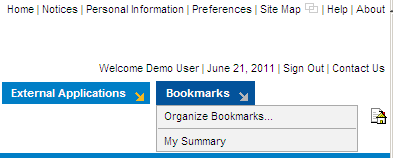 Home | Notices | Personal Information | Preferences | Site Map | Help | About
Welcome Demo User | June 21, 2011 | Sign Out | Contact Us
External Applications Bookmarks
Organize Bookmarks...
My Summary